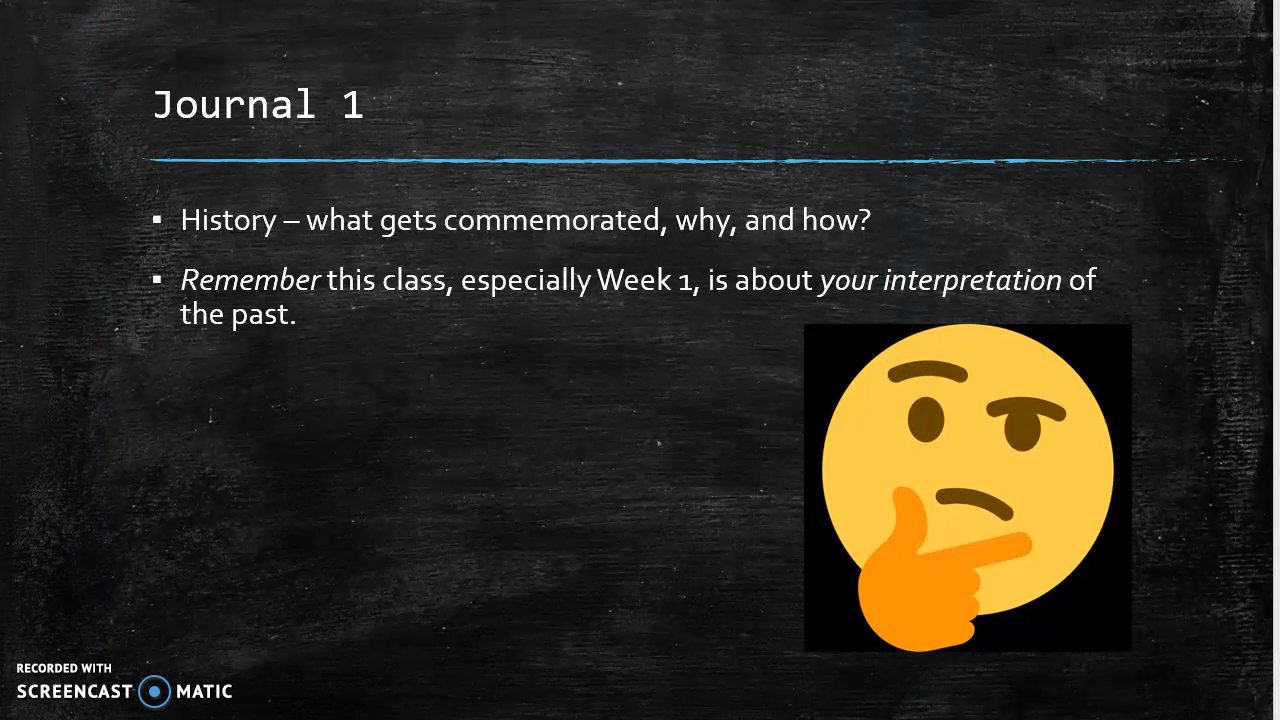 Journal 1
▪ History – what gets commemorated, why, and how?
▪ Remember this class, especially Week 1, is about your interpretation of
the past.
RECORDED WITH
SCREENCAST MATIC